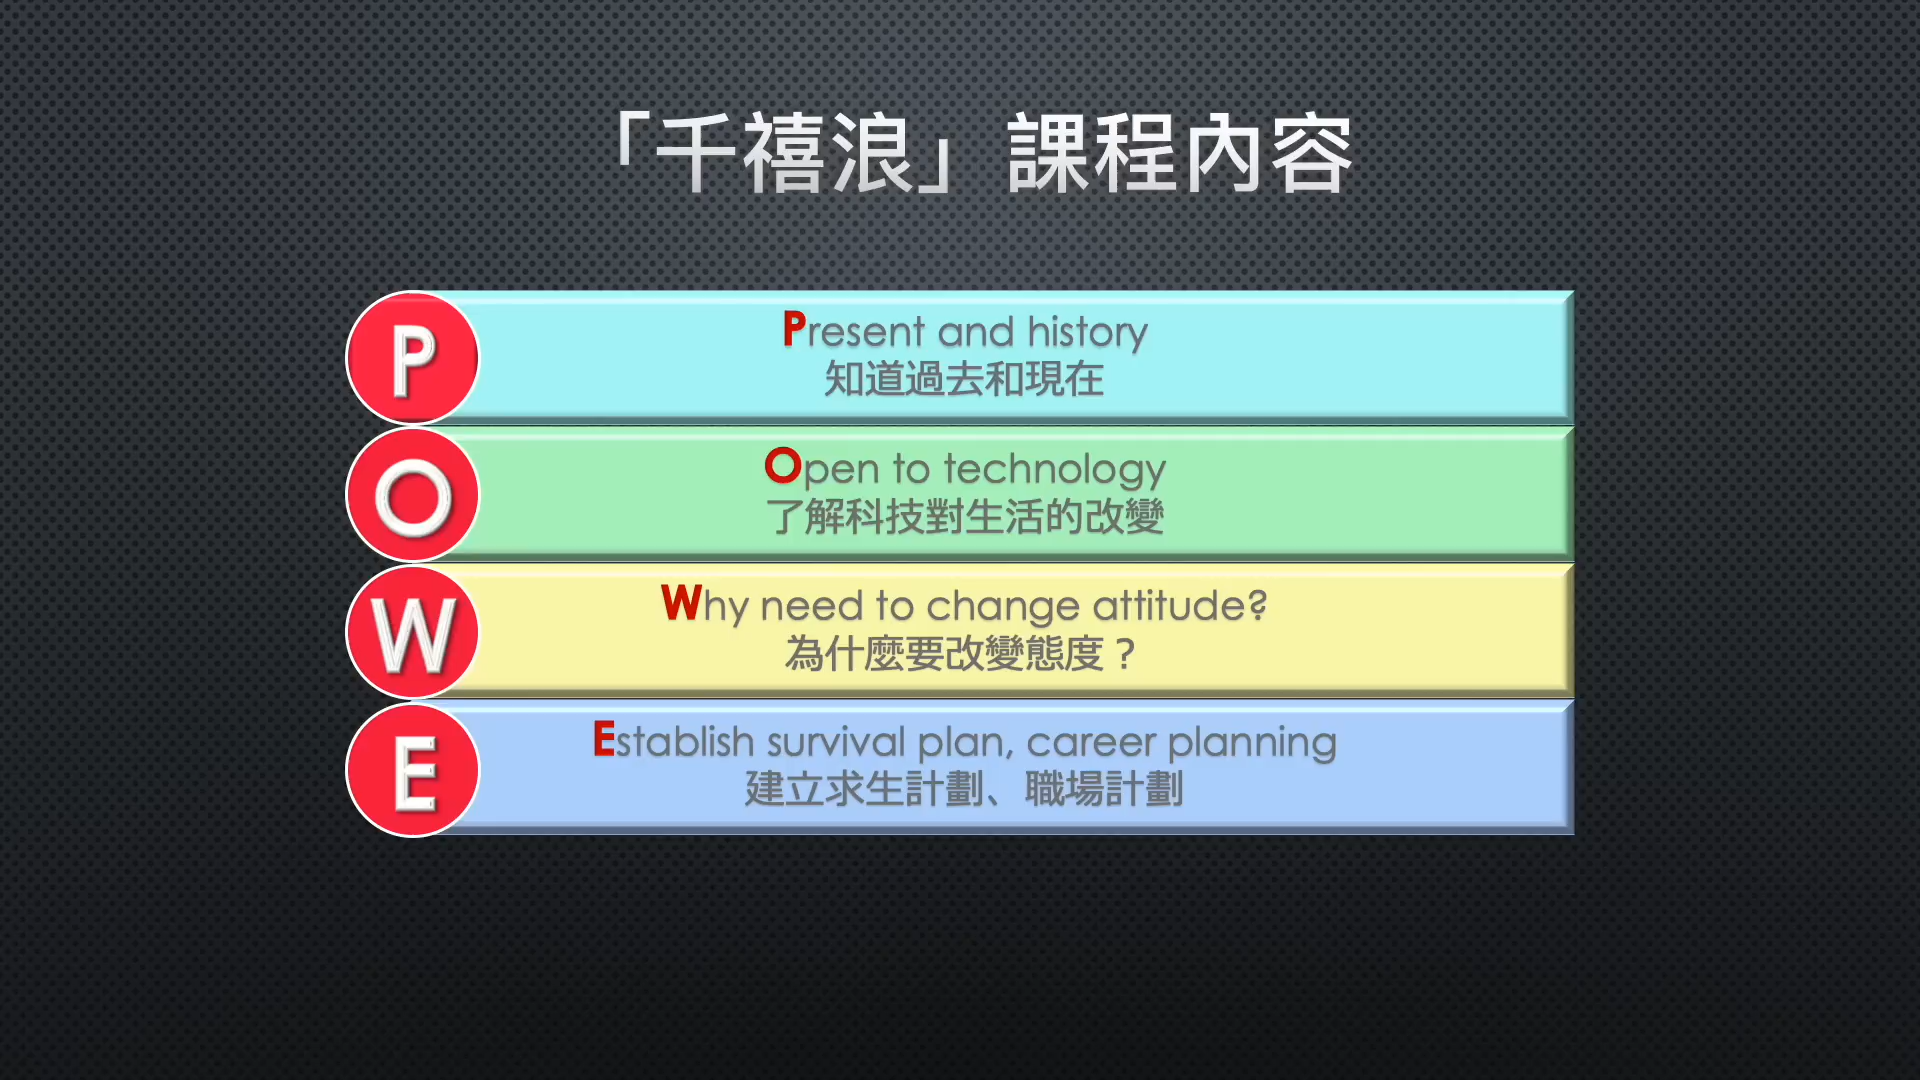 「千禧浪」課程內容
P
Present and history
知道過去和現在
O
Open to technology
了解科技對生活的改變
W
Why need to change attitude?
為什麼要改變態度？
E
Establish survival plan, career planning
建立求生計劃、職場計劃